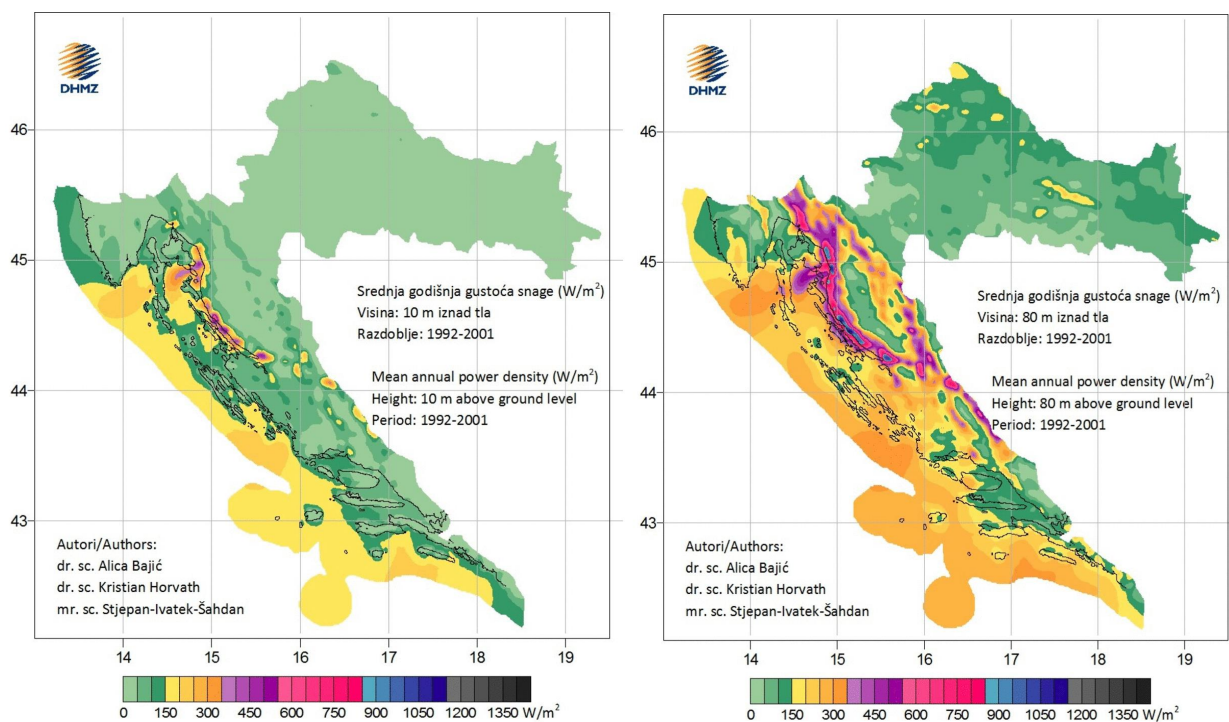 DHMZ
46
45
44
43
Srednja godišnja gustoća snage (W/m²)
Visina: 10 m iznad tla
Razdoblje: 1992-2001
Mean annual power density (W/m²)
Height: 10 m above ground level
Period: 1992-2001
Autori/Authors:
dr. sc. Alica Bajić
dr. sc. Kristian Horvath
mr. sc. Stjepan-Ivatek-Šahdan
14 15 16 17 18 19
0 150 300 450 600 750 900 1050 1200 1350 W/m²
DHMZ
46
45
44
43
Srednja godišnja gustoća snage (W/m²)
Visina: 80 m iznad tla
Razdoblje: 1992-2001
Mean annual power density (W/m²)
Height: 80 m above ground level
Period: 1992-2001
Autori/Authors:
dr. sc. Alica Bajić
dr. sc. Kristian Horvath
mr. sc. Stjepan-Ivatek-Šahdan
14 15 16 17 18 19
0 150 300 450 600 750 900 1050 1200 1350 W/m²